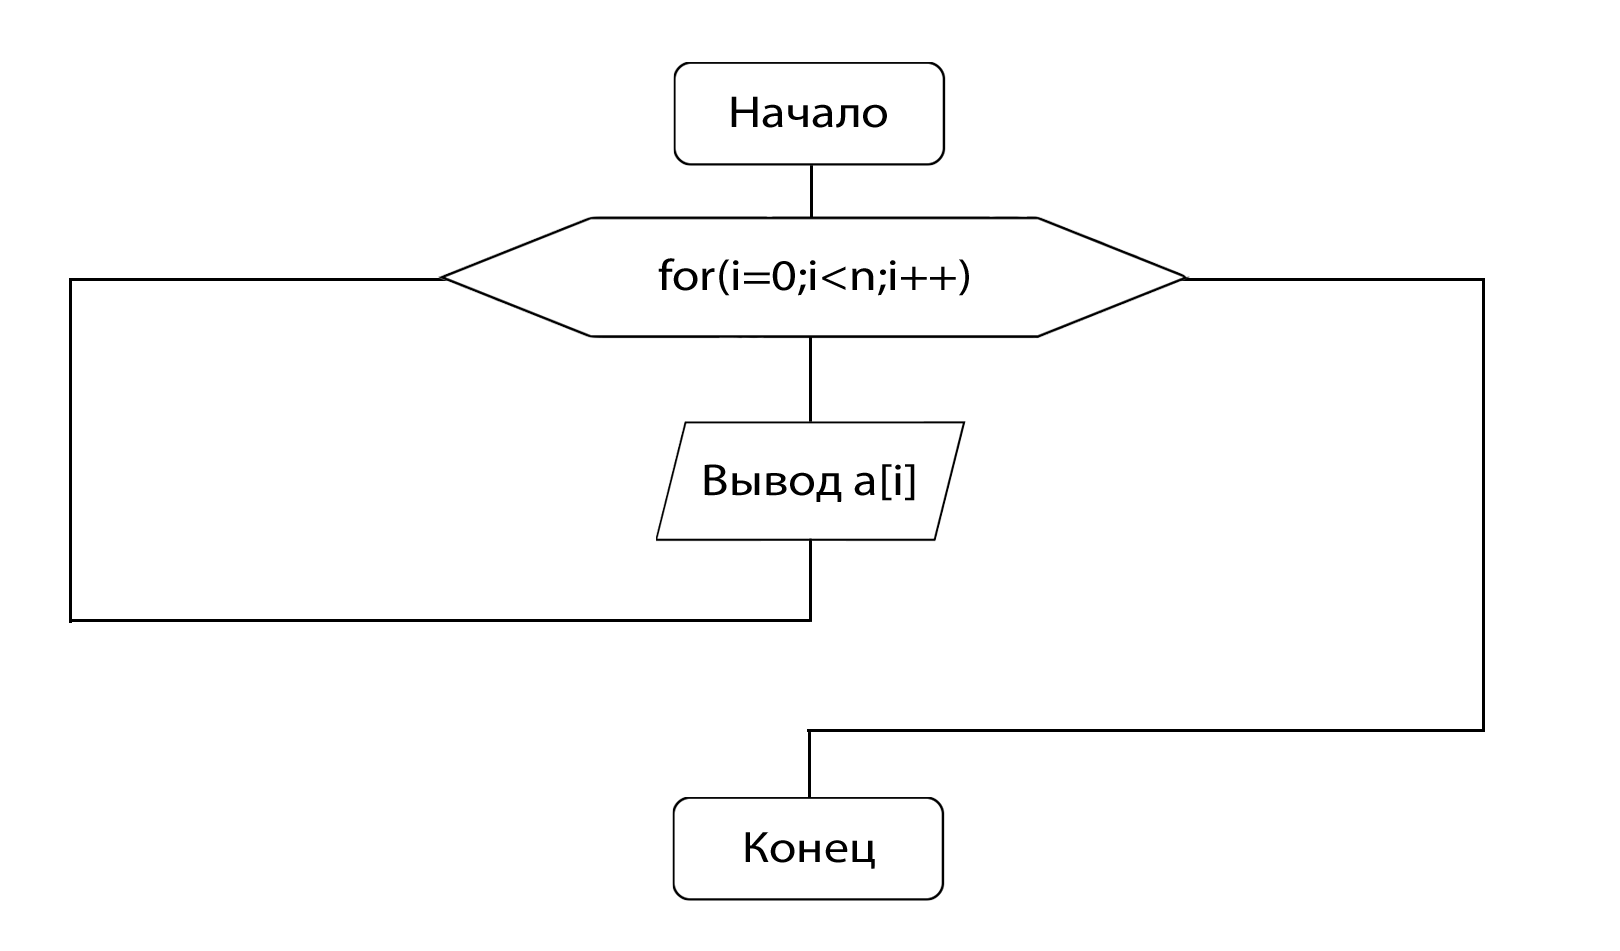 Начало
for(i=0;i<n;i++)
Вывод a[i]
Конец